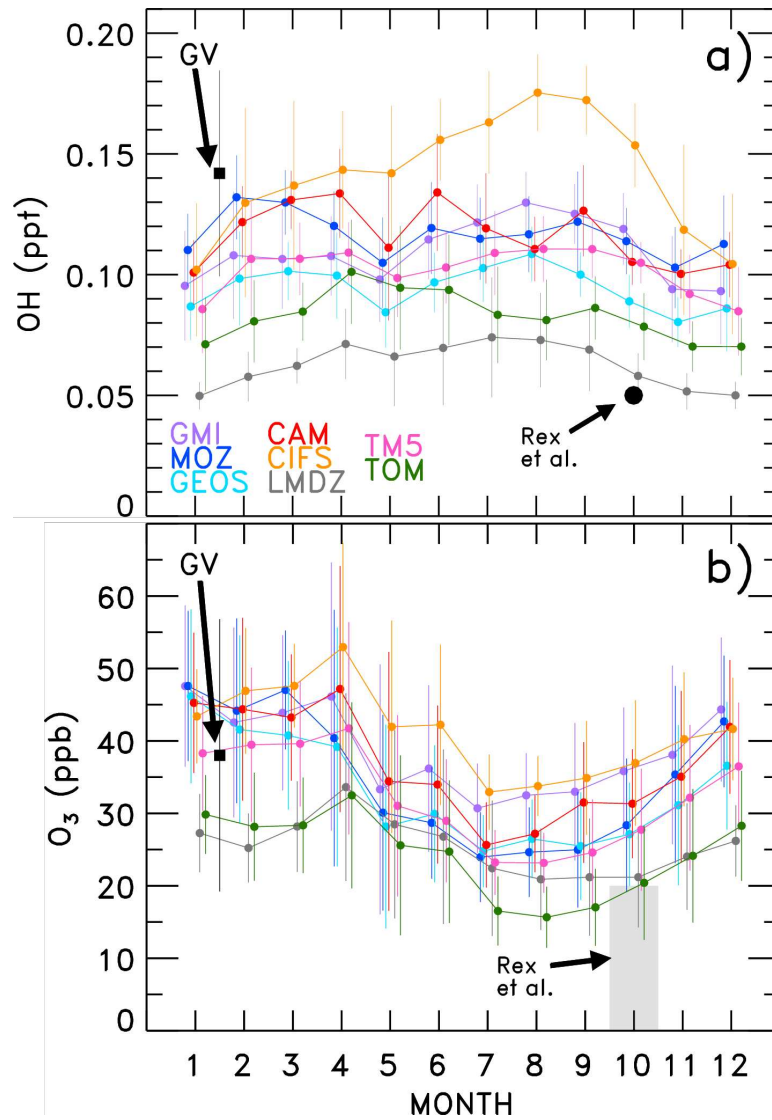 a)
GV
0.20
0.15
0.10
0.05
0
OH (ppt)
Rex
et al.
GMI CAM TM5
MOZ CIFS TOM
GEOS LMDZ
b)
GV
60
50
40
30
20
10
0
O₃ (ppb)
Rex
et al.
1 2 3 4 5 6 7 8 9 10 11 12
MONTH